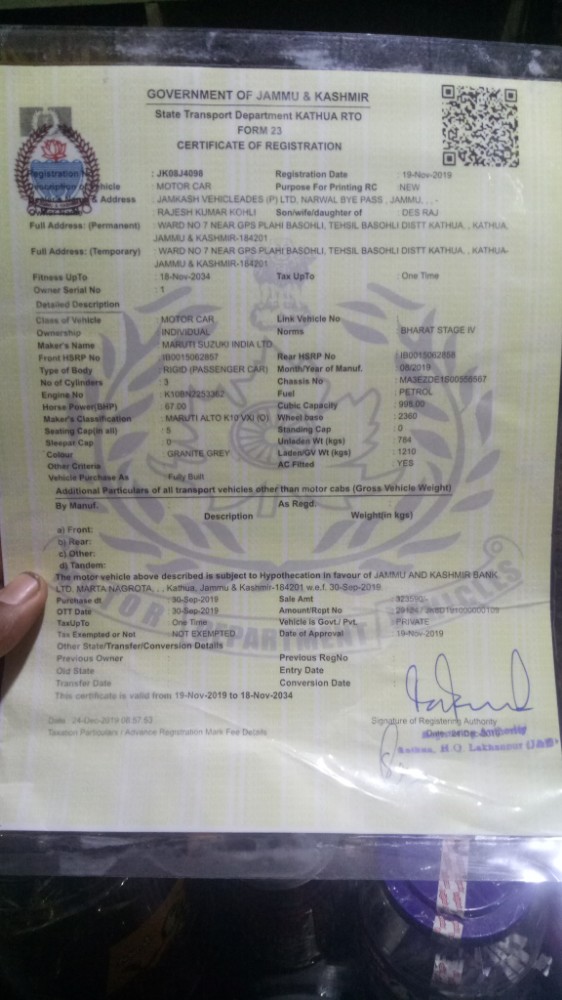 GOVERNMENT OF JAMMU & KASHMIR
State Transport Department KATHUA RTO
FORM 23
CERTIFICATE OF REGISTRATION
Registration : JK08J4098 Registration Date : 19-Nov-2019
Vehicle : MOTOR CAR Purpose For Printing RC : NEW
& Address : JAMKASH VEHICLEADES (P) LTD, NARWAL BYE PASS , JAMMU, , , -
RAJESH KUMAR KOHLI Son/wife/daughter of : DES RAJ
Full Address: (Permanent) : WARD NO 7 NEAR GPS PLAHI BASOHLI, TEHSIL BASOHLI DISTT KATHUA, , KATHUA,
JAMMU & KASHMIR-184201
Full Address: (Temporary) : WARD NO 7 NEAR GPS PLAHI BASOHLI, TEHSIL BASOHLI DISTT KATHUA, , KATHUA-
JAMMU & KASHMIR-184201
Fitness UpTo : 18-Nov-2034 Tax UpTo : One Time
Owner Serial No : 1
Detailed Description
Class of Vehicle : MOTOR CAR Link Vehicle No :
Ownership : INDIVIDUAL Norms : BHARAT STAGE IV
Maker's Name : MARUTI SUZUKI INDIA LTD
Front HSRP No : IB0015062857 Rear HSRP No : IB0015062858
Type of Body : RIGID (PASSENGER CAR) Month/Year of Manuf. : 08/2019
No of Cylinders : 3 Chassis No
Engine No Fuel : PETROL
Horse Power(BHP) : 67.00 Cubic Capacity : 998.00
Maker's Classification : MARUTI ALTO K10 VXI (O) Wheel base : 2360
Seating Cap(in all) : 5 Standing Cap : 0
Sleeper Cap : 0 Unladen Wt (kgs) : 784
Colour : GRANITE GREY Laden/GV Wt (kgs) : 1210
Other Criteria AC Fitted : YES
Vehicle Purchase As : Fully Built
Additional Particulars of all transport vehicles other than motor cabs (Gross Vehicle Weight)
By Manuf. As Regd.
Description Weight(in kgs)
a) Front:
b) Rear:
c) Other:
d) Tandem:
The motor vehicle above described is subject to Hypothecation in favour of JAMMU AND KASHMIR BANK
LTD, MARTA NAGROTA, , , Kathua, Jammu & Kashmir-184201 w.e.f. 30-Sep-2019
Purchase dt : 30-Sep-2019 Sale Amt
OTT Date : 30-Sep-2019 Amount/Rcpt No
TaxUpTo : One Time Vehicle is Govt./ Pvt. : PRIVATE
Tax Exempted or Not : NOT EXEMPTED Date of Approval : 19-Nov-2019
Other State/Transfer/Conversion Details
Previous Owner Previous RegNo
Old State Entry Date
Transfer Date Conversion Date
This certificate is valid from 19-Nov-2019 to 18-Nov-2034
Date : 24-Dec-2019 08:57:53 Signature of Registering Authority
Taxation Particulars / Advance Registration Mark Fee Details
Kathua, H.Q. Lakhanpur (J&K)